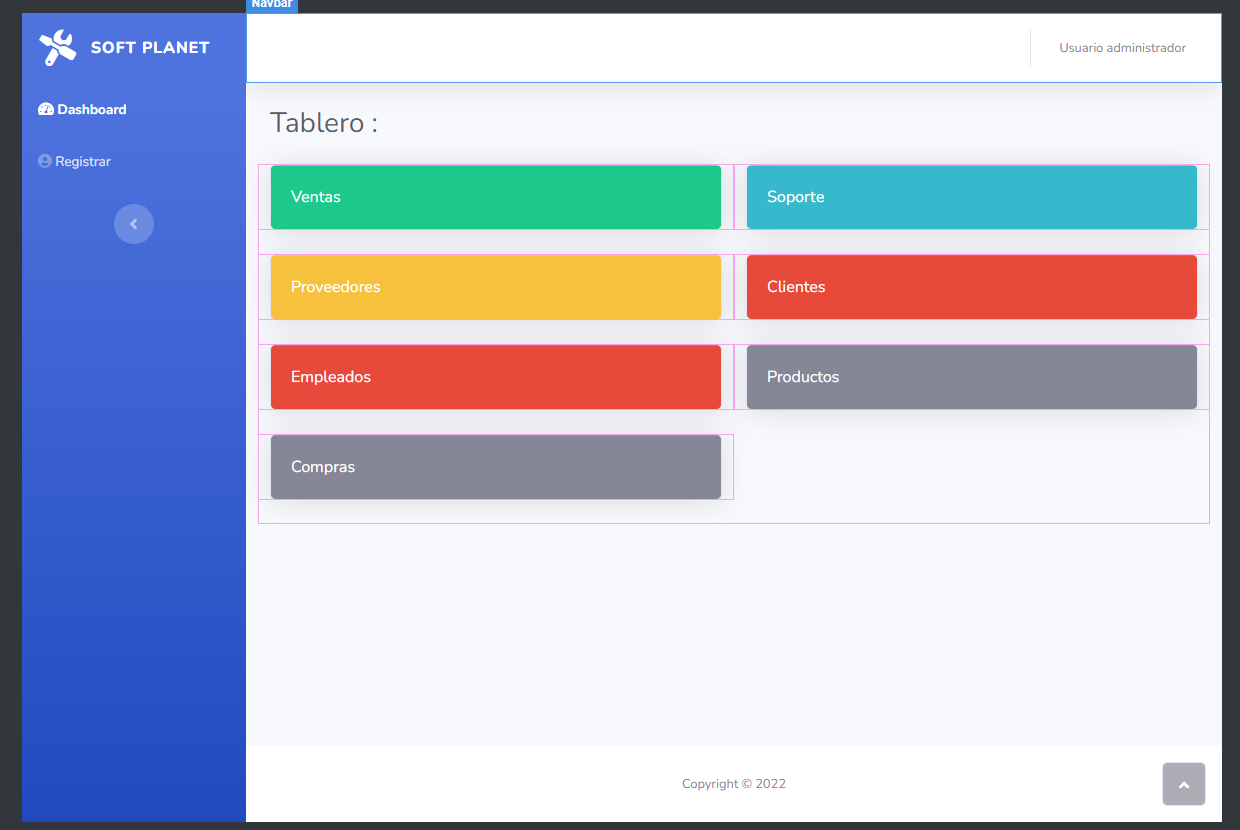 Navbar
SOFT PLANET
Usuario administrador
Dashboard
Registrar
Tablero :
Ventas
Soporte
Proveedores
Clientes
Empleados
Productos
Compras
Copyright © 2022